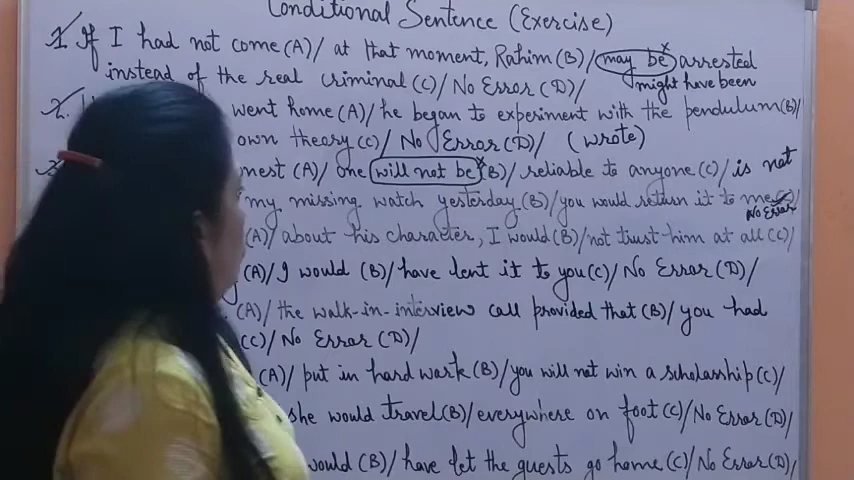 Conditional Sentence (Exercise)
1. If I had not come (A)/ at that moment, Rahim (B)/ may be arrested
instead of the real criminal (C)/ No Error (D)/ might have been
2. went home (A)/ he began to experiment with the pendulum (B)/
own theory (C)/ No Error (D)/ (wrote)
(A)/ one will not be (B)/ reliable to anyone (C)/ is not
my missing watch yesterday (B)/ you would return it to me (C)/
No Error
(A)/ about his character, I would (B)/ not trust him at all (C)/
(A)/ I would (B)/ have lent it to you (C)/ No Error (D)/
(A)/ the walk-in-interview call provided that (B)/ you had
(C)/ No Error (D)/
(A)/ put in hard work (B)/ you will not win a scholarship (C)/
she would travel (B)/ everywhere on foot (C)/ No Error (D)/
would (B)/ have let the guests go home (C)/ No Error (D)/